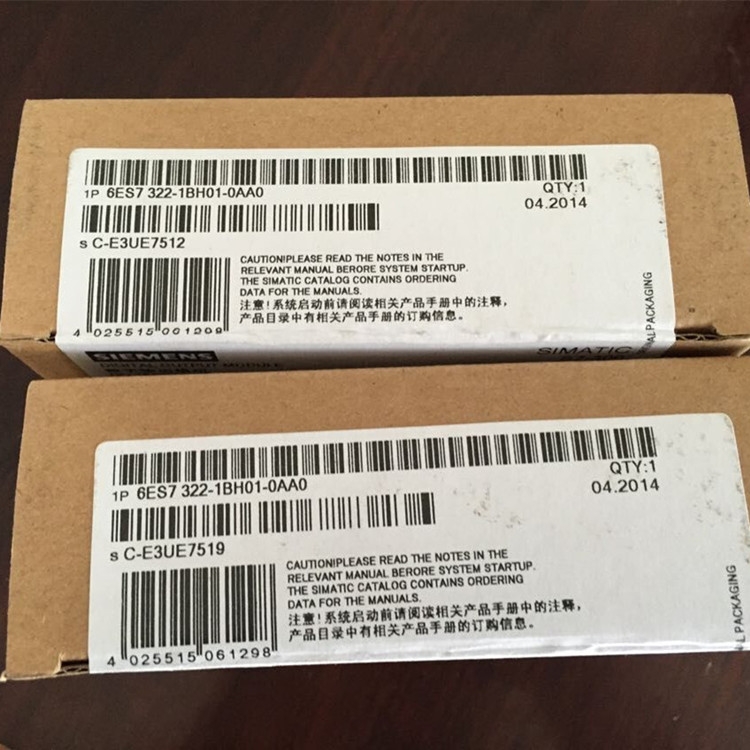 1P 6ES7 322-1BH01-0AA0
QTY:1
04.2014
s C-E3UE7512
CAUTION!PLEASE READ THE NOTES IN THE
RELEVANT MANUAL BERORE SYSTEM STARTUP.
THE SIMATIC CATALOG CONTAINS ORDERING
DATA FOR THE MANUALS.
注意!系统启动前请阅读相关产品手册中的注释,
产品目录中有相关产品手册的订购信息。
4 025515 061298
PACKAGING
SIEMENS
SIMATIC
DIGITAL OUTPUT MODULE
1P 6ES7 322-1BH01-0AA0
QTY:1
04.2014
s C-E3UE7519
CAUTION!PLEASE READ THE NOTES IN THE
RELEVANT MANUAL BERORE SYSTEM STARTUP.
THE SIMATIC CATALOG CONTAINS ORDERING
DATA FOR THE MANUALS.
注意!系统启动前请阅读相关产品手册中的注释,
产品目录中有相关产品手册的订购信息。
4 025515 061298
PACKAGING